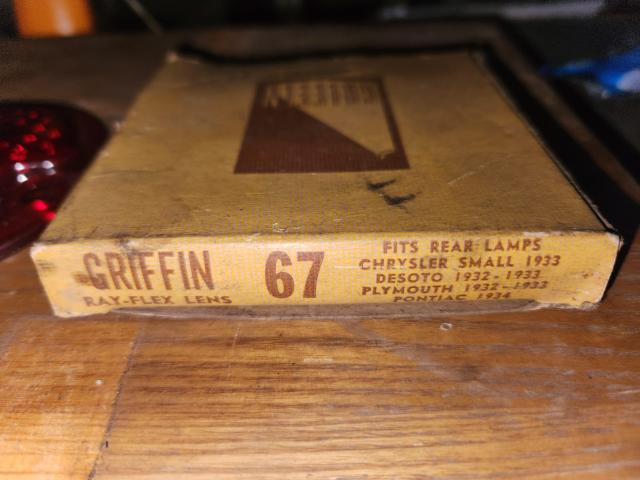 GRIFFIN
RAY-FLEX LENS
67
FITS REAR LAMPS
CHRYSLER SMALL 1933
DESOTO 1932-1933
PLYMOUTH 1932-1933
PONTIAC 1934